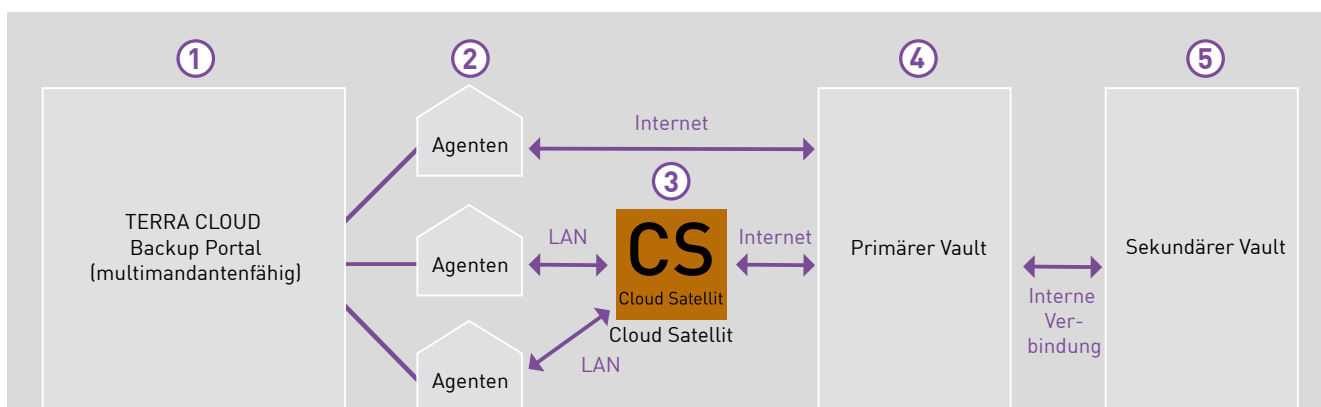 1
2
3
4
5
TERRA CLOUD
Backup Portal
(multimandantenfähig)
Agenten
Internet
Agenten
LAN
CS
Cloud Satellit
Cloud Satellit
Internet
Agenten
LAN
Primärer Vault
Interne
Ver-
bindung
Sekundärer Vault